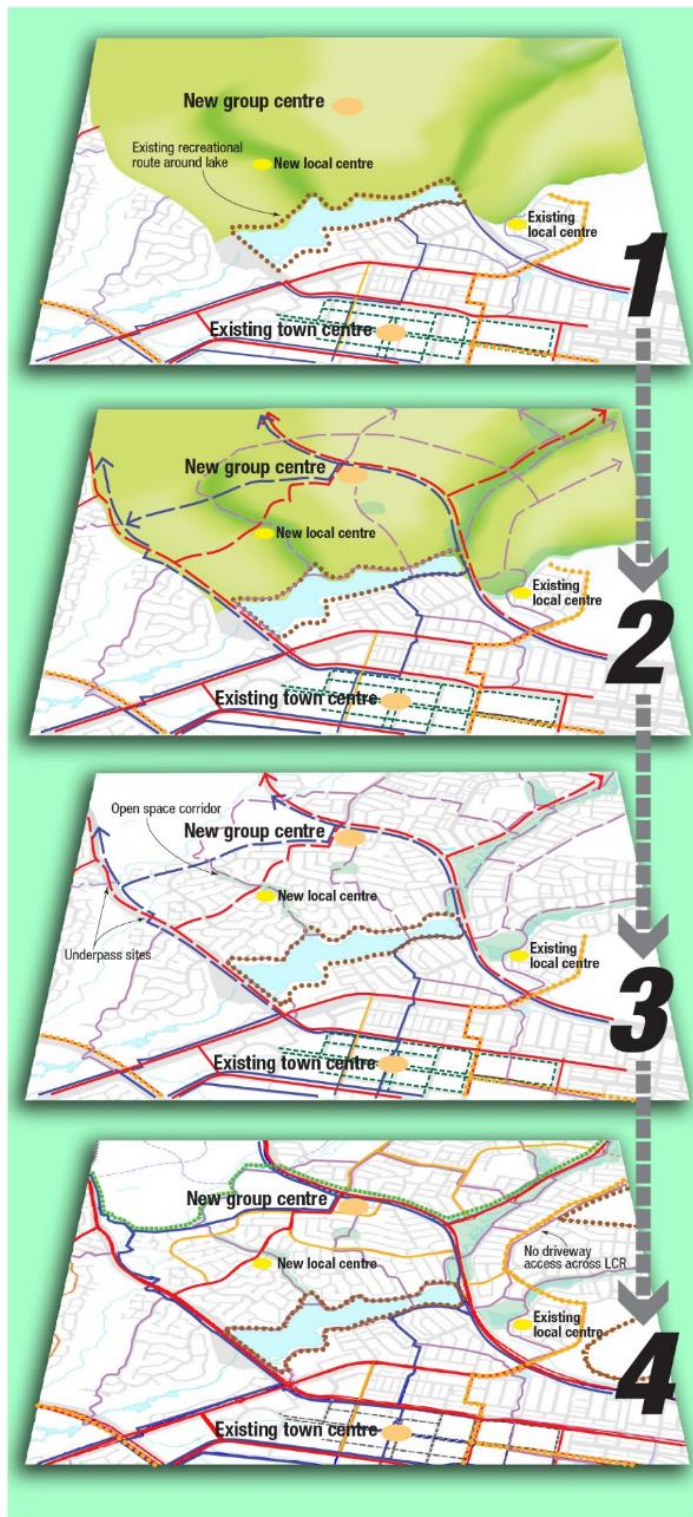 New group centre
Existing recreational
route around lake
New local centre
Existing
local centre
Existing town centre
1
New group centre
New local centre
Existing
local centre
Existing town centre
2
Open space corridor
New group centre
New local centre
Underpass sites
Existing
local centre
Existing town centre
3
New group centre
No driveway
access across LCR
New local centre
Existing
local centre
Existing town centre
4